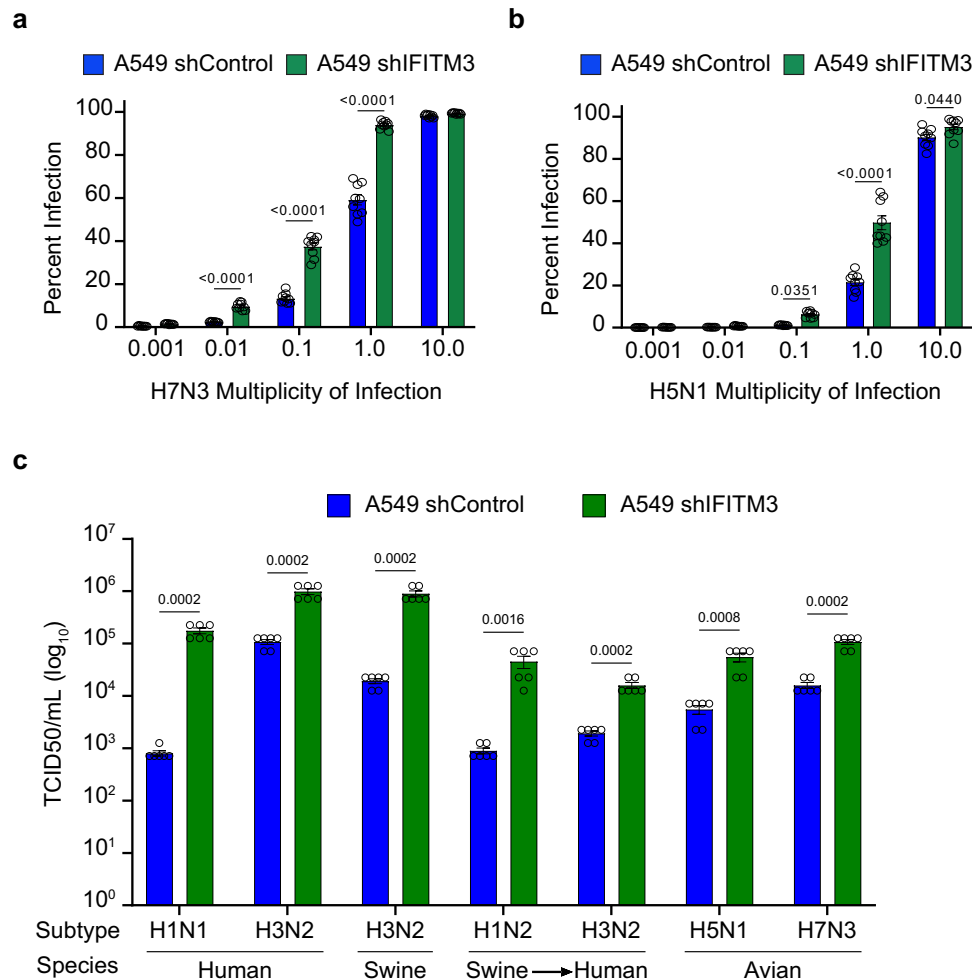 a
A549 shControl A549 shIFITM3
Percent Infection
100
80
60
40
20
0
<0.0001
<0.0001
<0.0001
0.001 0.01 0.1 1.0 10.0
H7N3 Multiplicity of Infection
b
A549 shControl A549 shIFITM3
Percent Infection
100
80
60
40
20
0
0.0351
<0.0001
0.0440
0.001 0.01 0.1 1.0 10.0
H5N1 Multiplicity of Infection
c
A549 shControl A549 shIFITM3
TCID50/mL (log₁₀)
10⁷
10⁶
10⁵
10⁴
10³
10²
10¹
10⁰
0.0002 0.0002 0.0002 0.0016 0.0002 0.0008 0.0002
Subtype H1N1 H3N2 H3N2 H1N2 H3N2 H5N1 H7N3
Species Human Swine Swine → Human Avian